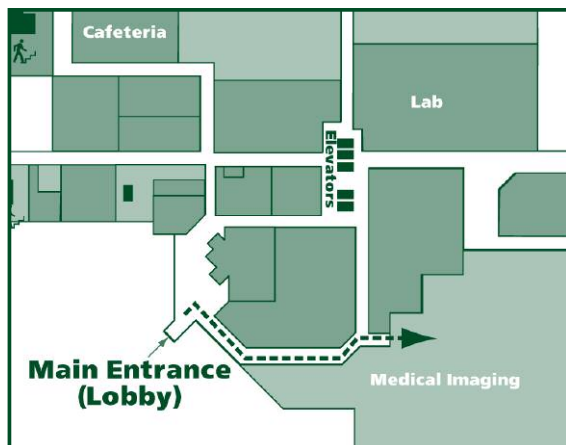 Cafeteria
Lab
Elevators
Main Entrance
(Lobby)
Medical Imaging